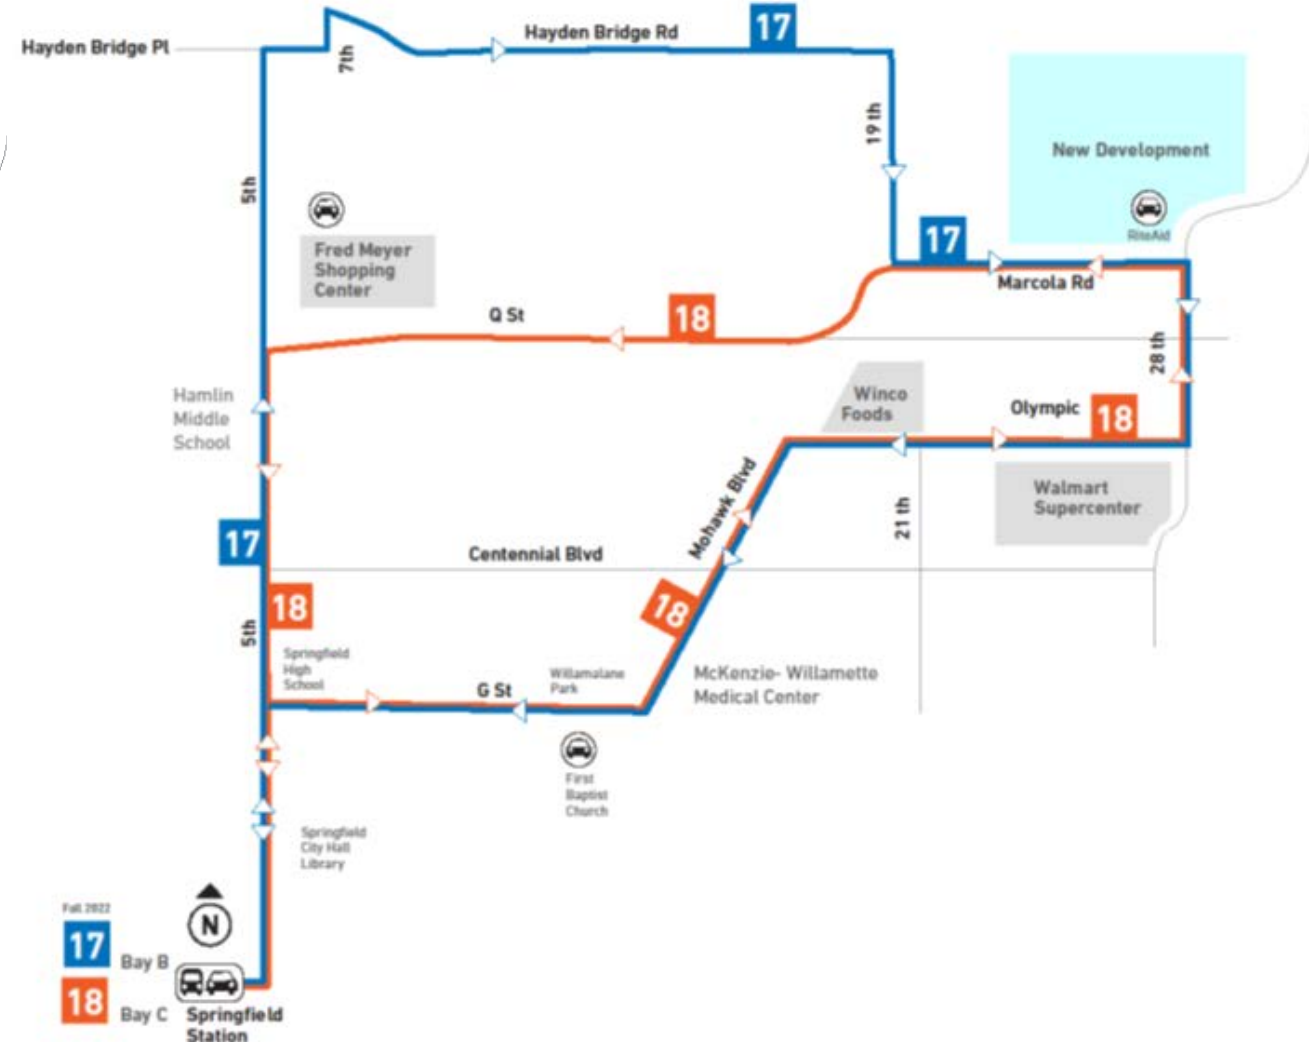 17
Hayden Bridge Rd
Hayden Bridge Pl
7th
19 th
New Development
5th
RiteAid
17
Fred Meyer
Shopping
Center
Marcola Rd
18
Q St
28 th
Hamlin
Middle
School
Winco
Foods
Olympic
18
Mohawk Blvd
Walmart
Supercenter
21 th
17
Centennial Blvd
18
18
5th
Springfield
High
School
Willamalane
Park
G St
McKenzie- Willamette
Medical Center
First
Baptist
Church
Springfield
City Hall
Library
N
Fall 2022
17
Bay B
18
Bay C
Springfield
Station